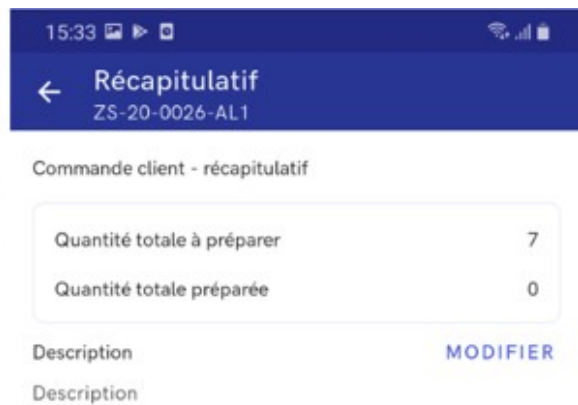 15:33
Récapitulatif
ZS-20-0026-AL1
Commande client - récapitulatif
Quantité totale à préparer 7
Quantité totale préparée 0
Description MODIFIER
Description